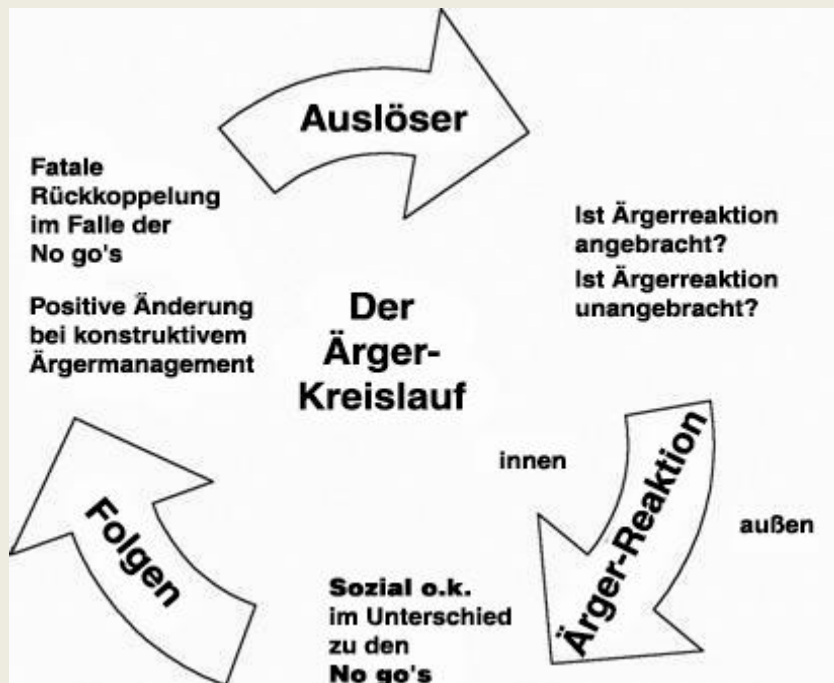 Auslöser
Fatale
Rückkoppelung
im Falle der
No go's
Positive Änderung
bei konstruktivem
Ärgermanagement
Der
Ärger-
Kreislauf
Ist Ärgerreaktion
angebracht?
Ist Ärgerreaktion
unangebracht?
innen
Ärger-Reaktion
außen
Sozial o.k.
im Unterschied
zu den
No go's
Folgen